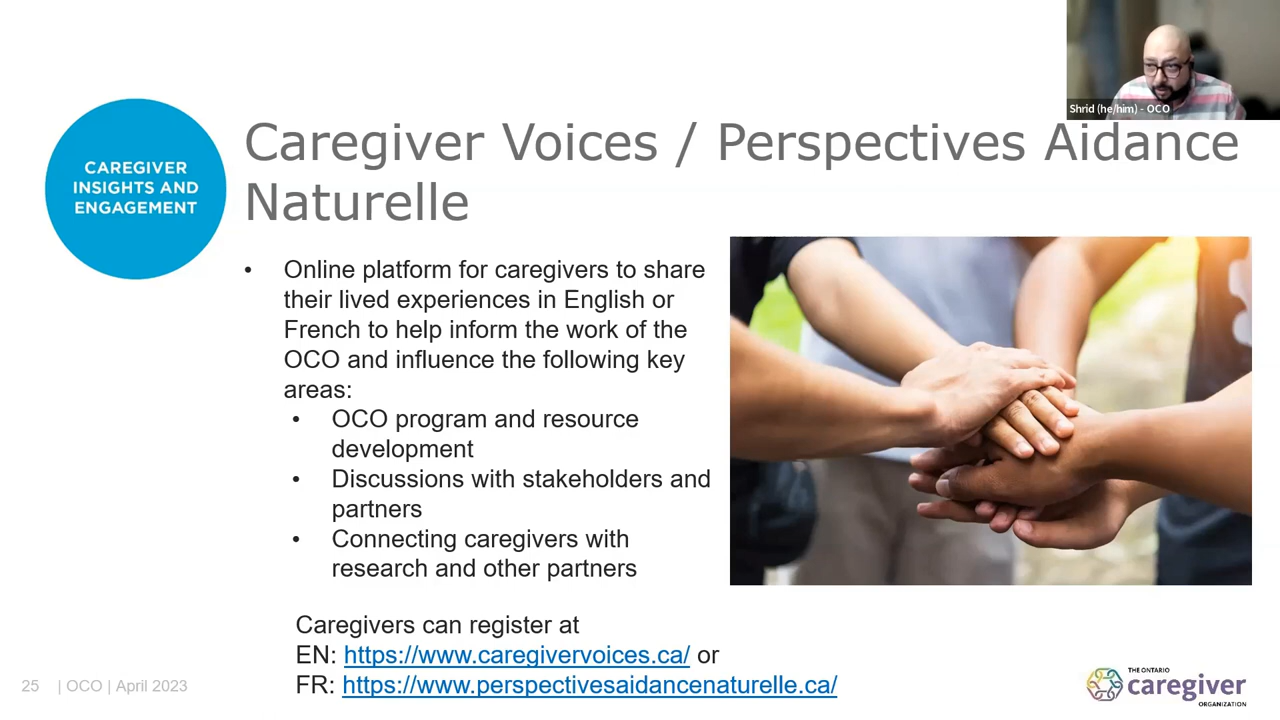 Shrid (he/him) - OCO
CAREGIVER
INSIGHTS AND
ENGAGEMENT
Caregiver Voices / Perspectives Aidance
Naturelle
• Online platform for caregivers to share
their lived experiences in English or
French to help inform the work of the
OCO and influence the following key
areas:
• OCO program and resource
development
• Discussions with stakeholders and
partners
• Connecting caregivers with
research and other partners
Caregivers can register at
EN: https://www.caregivervoices.ca/ or
FR: https://www.perspectivesaidancenaturelle.ca/
25 | OCO | April 2023
THE ONTARIO
caregiver
ORGANIZATION